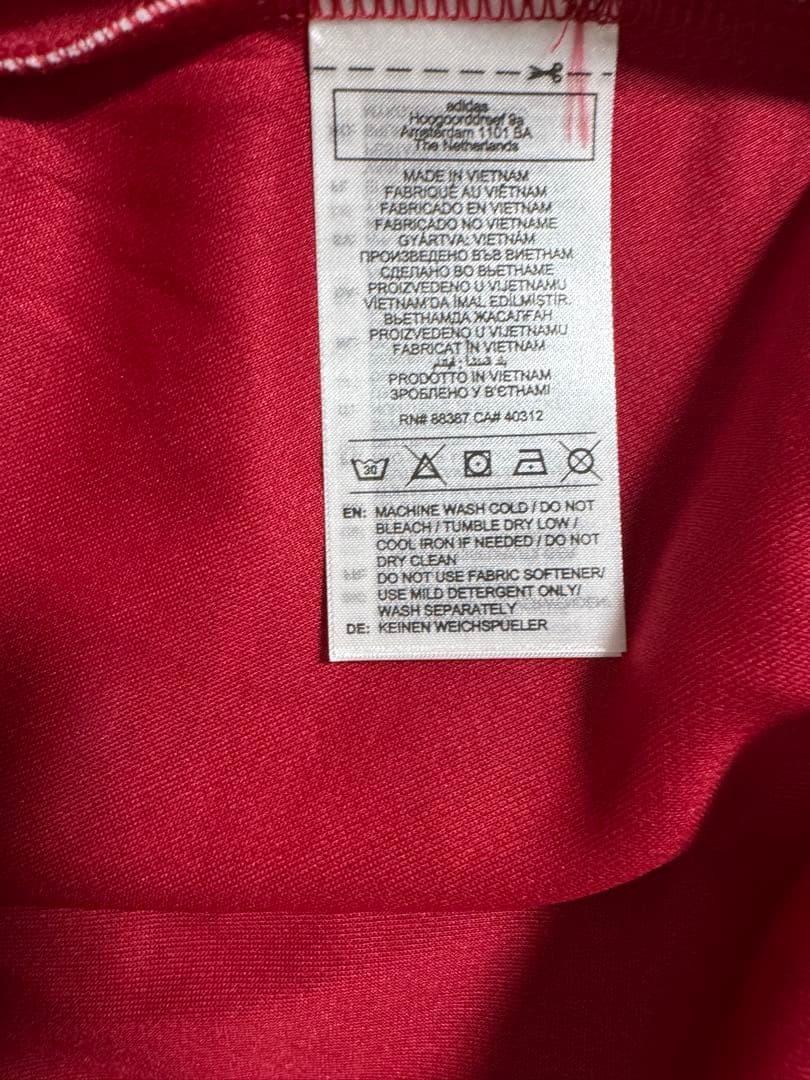 adidas
Hoogoorddreef 9a
Amsterdam 1101 BA
The Netherlands
MADE IN VIETNAM
FABRIQUÉ AU VIÊTNAM
FABRICADO EN VIETNAM
FABRICADO NO VIETNAME
GYÁRTVA: VIETNÁM
ПРОИЗВЕДЕНО ВЪВ ВИЕТНАМ
СДЕЛАНО ВО ВЬЕТНАМЕ
PROIZVEDENO U VIJETNAMU
VİETNAM'DA İMAL EDİLMİŞTİR.
ВЬЕТНАМДА ЖАСАЛҒАН
PROIZVEDENO U VIJETNAMU
FABRICAT ÎN VIETNAM
PRODOTTO IN VIETNAM
ЗРОБЛЕНО У В'ЄТНАМІ
RN# 88387 CA# 40312
30
EN: MACHINE WASH COLD / DO NOT
BLEACH / TUMBLE DRY LOW /
COOL IRON IF NEEDED / DO NOT
DRY CLEAN
DO NOT USE FABRIC SOFTENER/
USE MILD DETERGENT ONLY/
WASH SEPARATELY
DE: KEINEN WEICHSPUELER